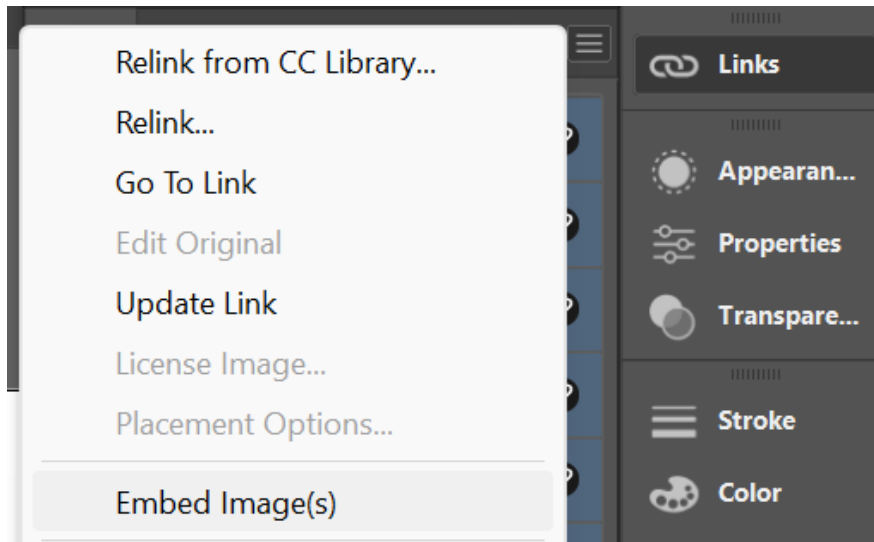 Relink from CC Library...
Relink...
Go To Link
Edit Original
Update Link
License Image...
Placement Options...
Embed Image(s)
Links
Appearan...
Properties
Transpare...
Stroke
Color